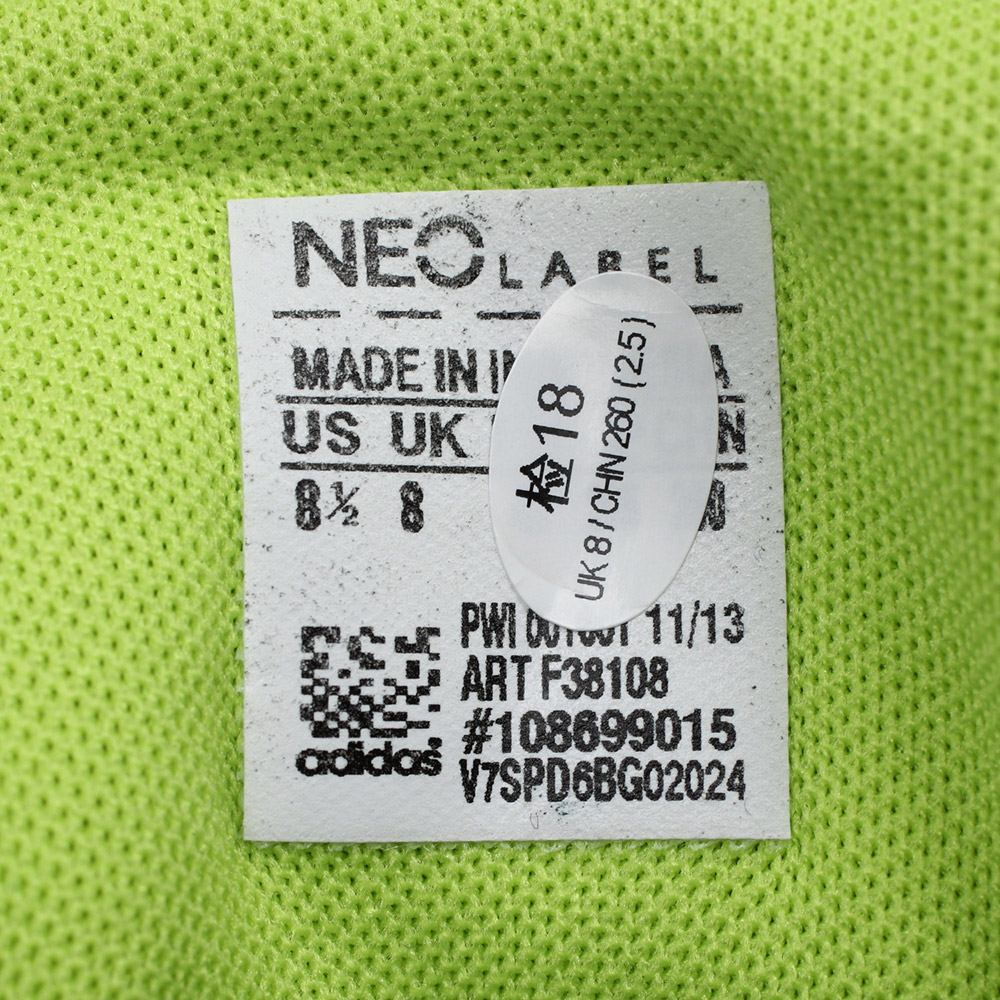 NEO LABEL
MADE IN
US UK
8½ 8
检18
UK 8 / CHN 260 (2.5)
PWI 11/13
ART F38108
#108699015
V7SPD6BG02024
adidas